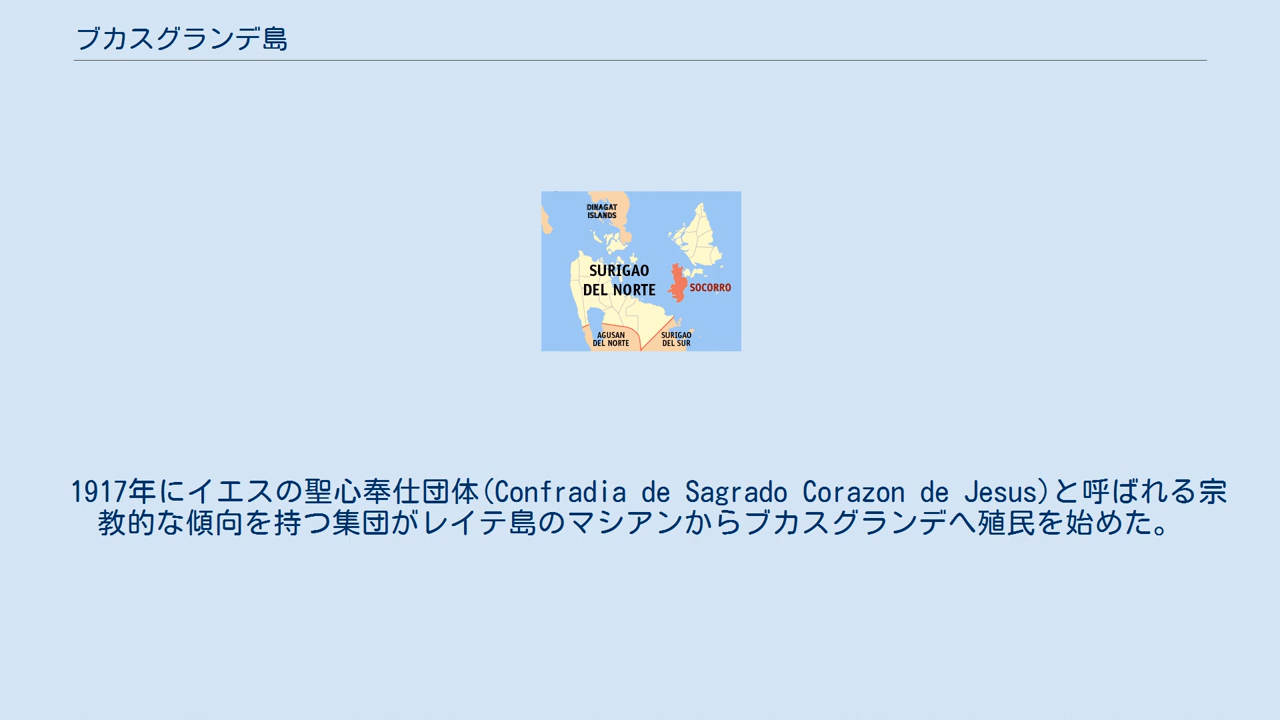 ブカスグランデ島
DINAGAT
ISLANDS
SURIGAO
DEL NORTE
SOCORRO
AGUSAN
DEL NORTE
SURIGAO
DEL SUR
1917年にイエスの聖心奉仕団体(Confradia de Sagrado Corazon de Jesus)と呼ばれる宗
教的な傾向を持つ集団がレイテ島のマシアンからブカスグランデへ殖民を始めた。